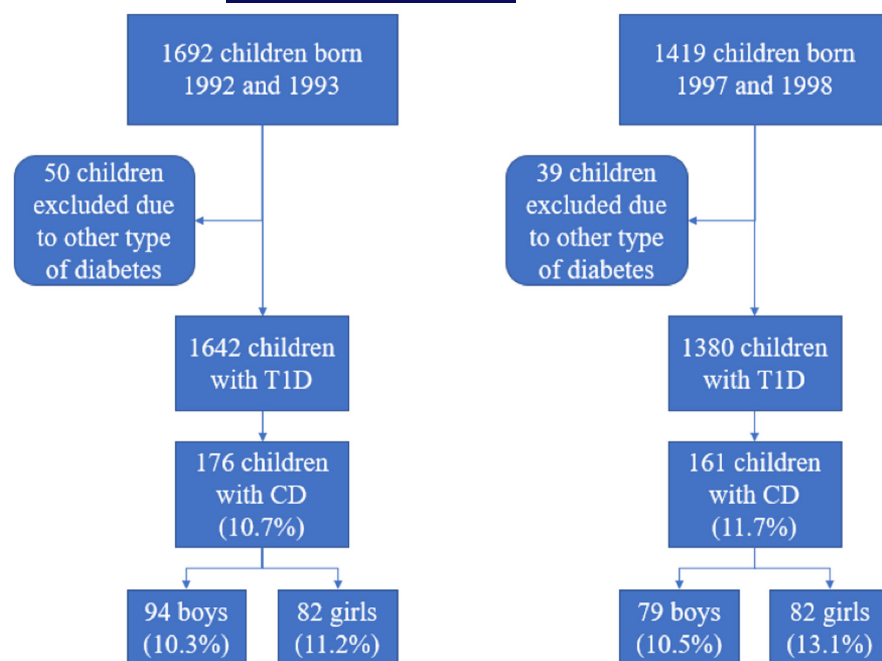 1692 children born
1992 and 1993
50 children
excluded due
to other type
of diabetes
1642 children
with T1D
176 children
with CD
(10.7%)
94 boys
(10.3%)
82 girls
(11.2%)
1419 children born
1997 and 1998
39 children
excluded due
to other type
of diabetes
1380 children
with T1D
161 children
with CD
(11.7%)
79 boys
(10.5%)
82 girls
(13.1%)